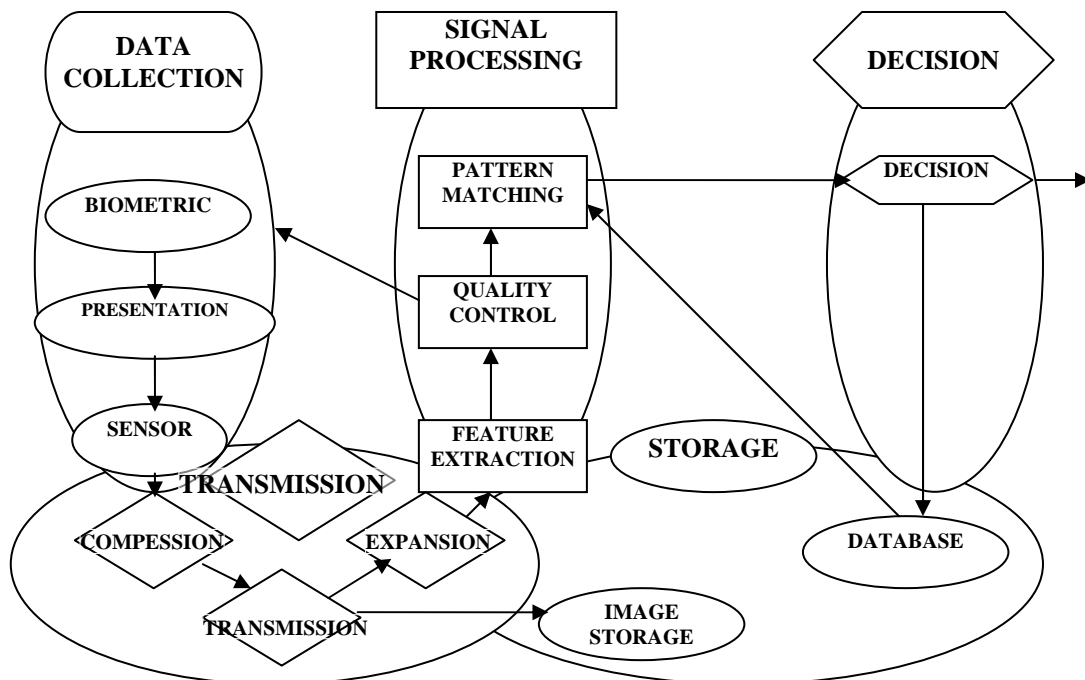 DATA
COLLECTION
SIGNAL
PROCESSING
DECISION
PATTERN
MATCHING
DECISION
BIOMETRIC
QUALITY
CONTROL
PRESENTATION
SENSOR
FEATURE
EXTRACTION
STORAGE
TRANSMISSION
COMPESSION
EXPANSION
DATABASE
TRANSMISSION
IMAGE
STORAGE